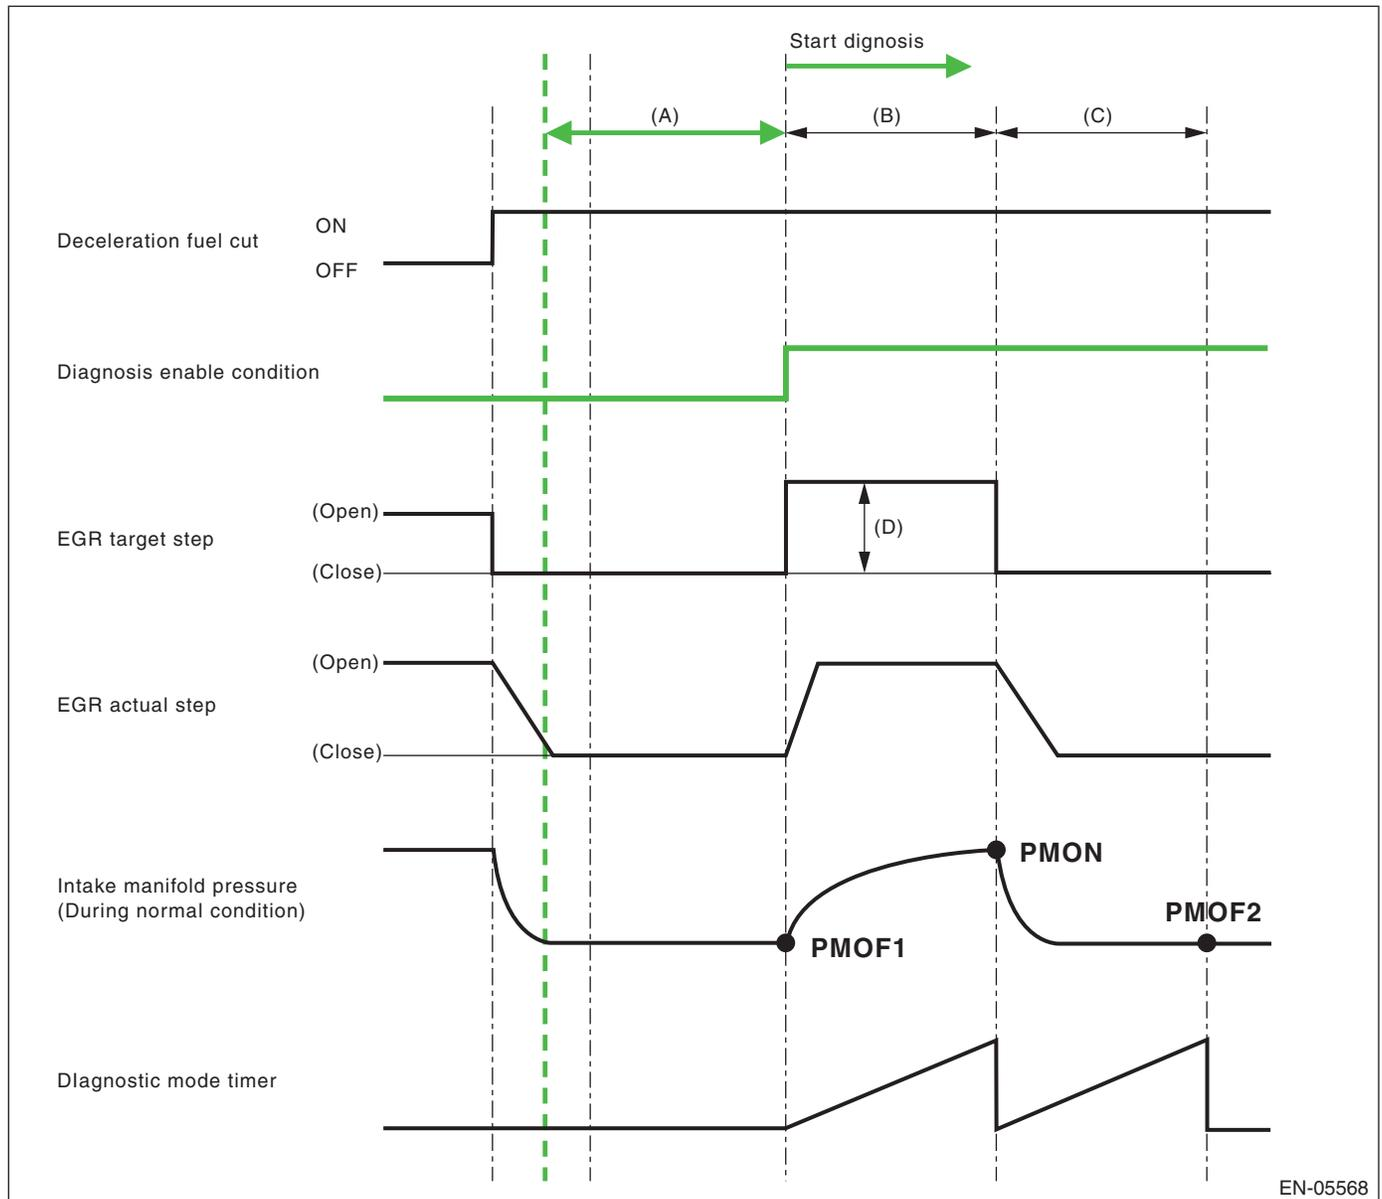 Start dignosis
(A)
(B)
(C)
Deceleration fuel cut
ON
OFF
Diagnosis enable condition
EGR target step
(Open)
(D)
(Close)
EGR actual step
(Open)
(Close)
Intake manifold pressure
(During normal condition)
PMON
PMOF1
PMOF2
DIagnostic mode timer
EN-05568